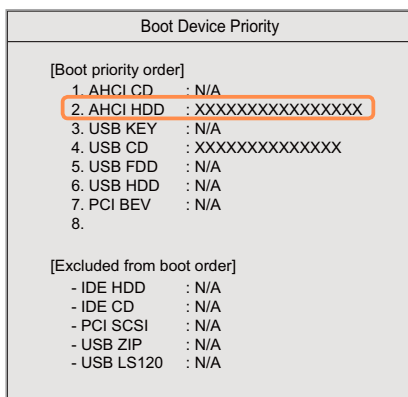 Boot Device Priority
[Boot priority order]
1. AHCI CD : N/A
2. AHCI HDD : XXXXXXXXXXXXXXXX
3. USB KEY : N/A
4. USB CD : XXXXXXXXXXXXXX
5. USB FDD : N/A
6. USB HDD : N/A
7. PCI BEV : N/A
8.
[Excluded from boot order]
- IDE HDD : N/A
- IDE CD : N/A
- PCI SCSI : N/A
- USB ZIP : N/A
- USB LS120 : N/A